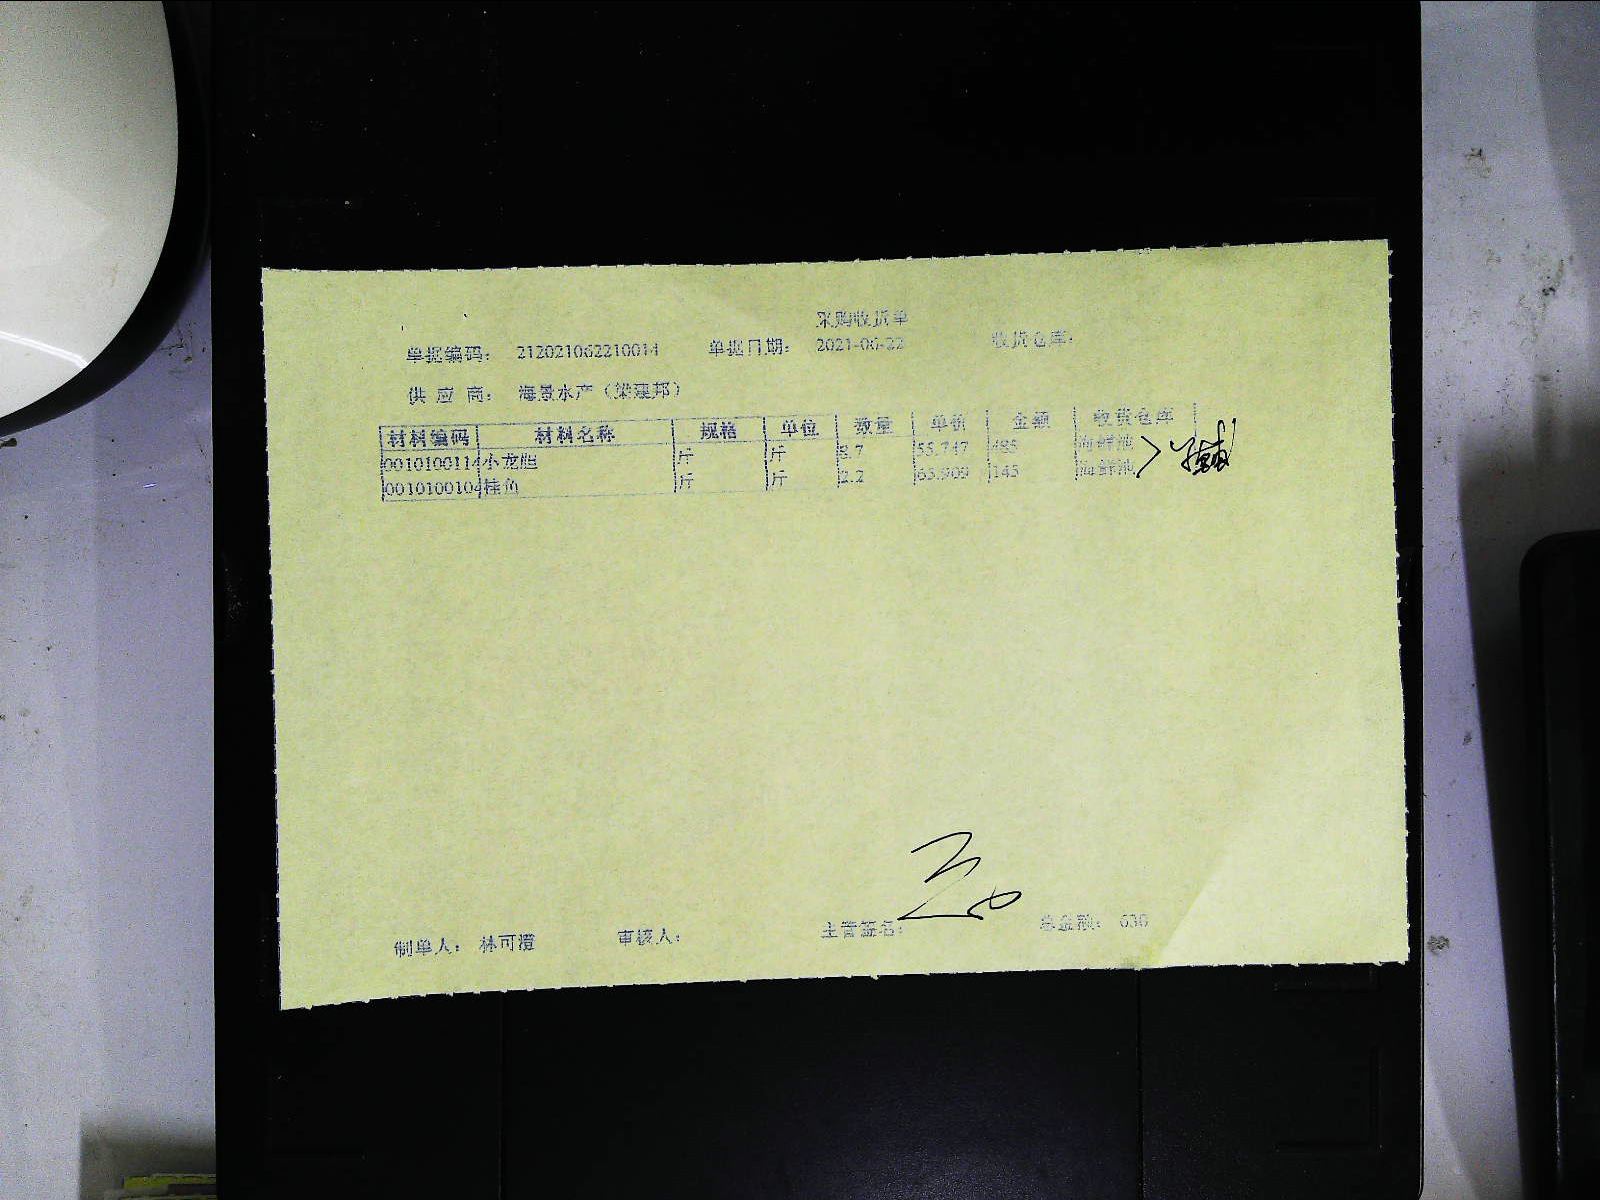 采购收货单
单据编码: 212021062210014 单据日期: 2021-06-22 收货仓库:
供 应 商: 海景水产（梁建邦）
材料编码 材料名称 规格 单位 数量 单价 金额 收货仓库
0010100114 小龙胆 斤 斤 8.7 55.747 485 海鲜池
0010100104 桂鱼 斤 斤 2.2 65.909 145 海鲜池
制单人: 林可澄 审核人: 主管签名: 总金额: 630